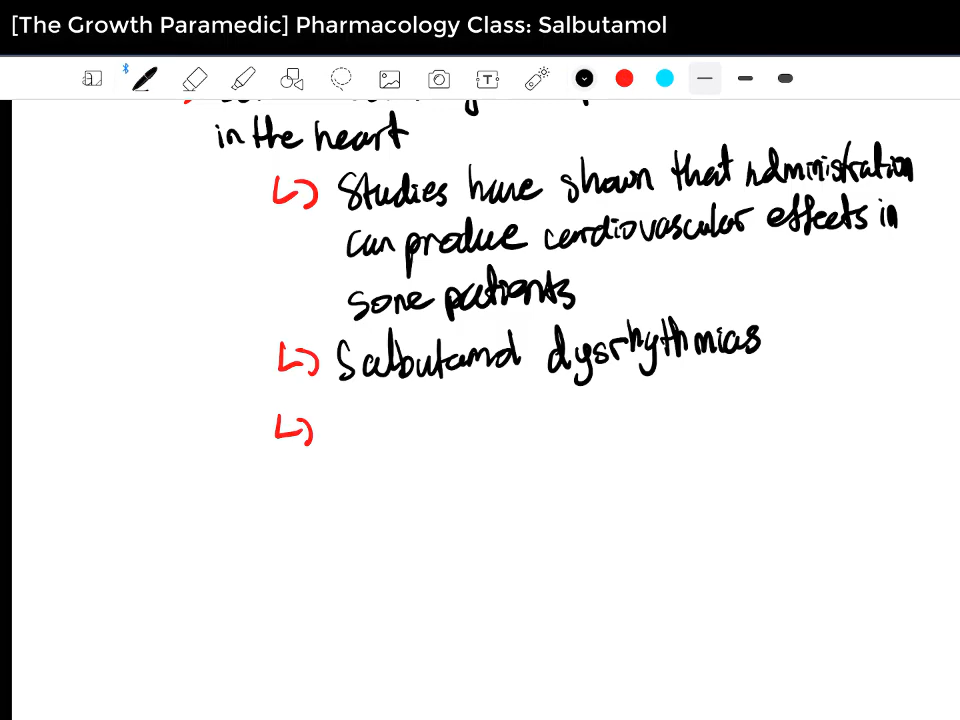 [The Growth Paramedic] Pharmacology Class: Salbutamol
in the heart
Studies have shown that administration
can produce cardiovascular effects in
some patients
Salbutamol dysrhythmias